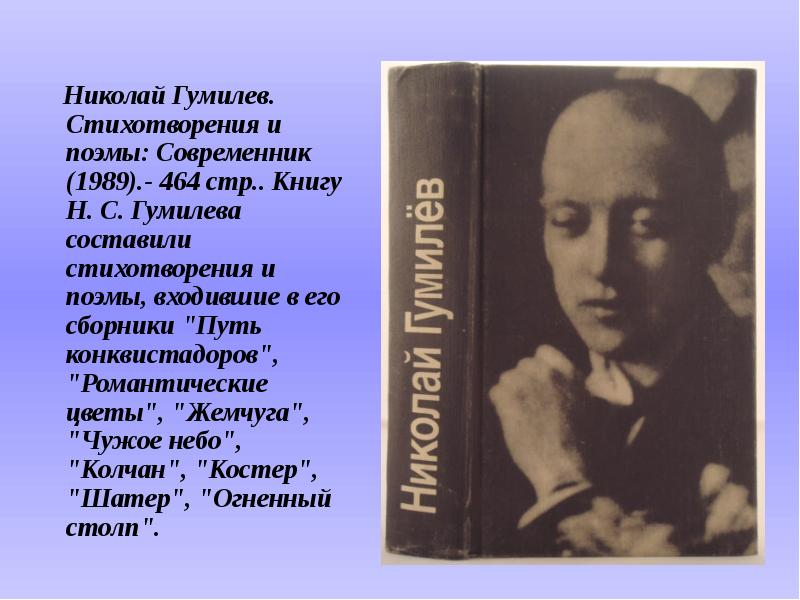 Николай Гумилев.
Стихотворения и
поэмы: Современник
(1989).- 464 стр.. Книгу
Н. С. Гумилева
составили
стихотворения и
поэмы, входившие в его
сборники "Путь
конквистадоров",
"Романтические
цветы", "Жемчуга",
"Чужое небо",
"Колчан", "Костер",
"Шатер", "Огненный
столп".
Николай Гумилёв